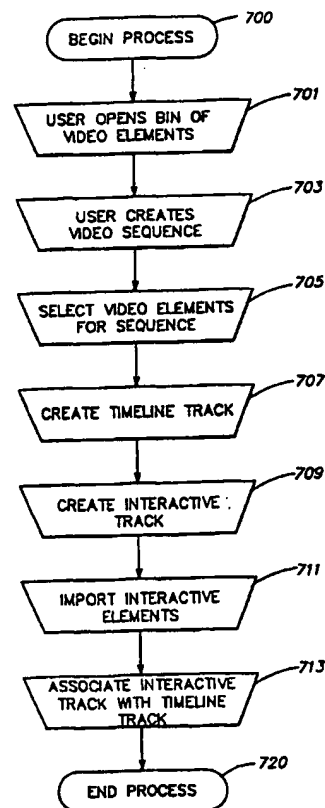 700
BEGIN PROCESS
701
USER OPENS BIN OF
VIDEO ELEMENTS
703
USER CREATES
VIDEO SEQUENCE
705
SELECT VIDEO ELEMENTS
FOR SEQUENCE
707
CREATE TIMELINE TRACK
709
CREATE INTERACTIVE
TRACK
711
IMPORT INTERACTIVE
ELEMENTS
713
ASSOCIATE INTERACTIVE
TRACK WITH TIMELINE
TRACK
720
END PROCESS